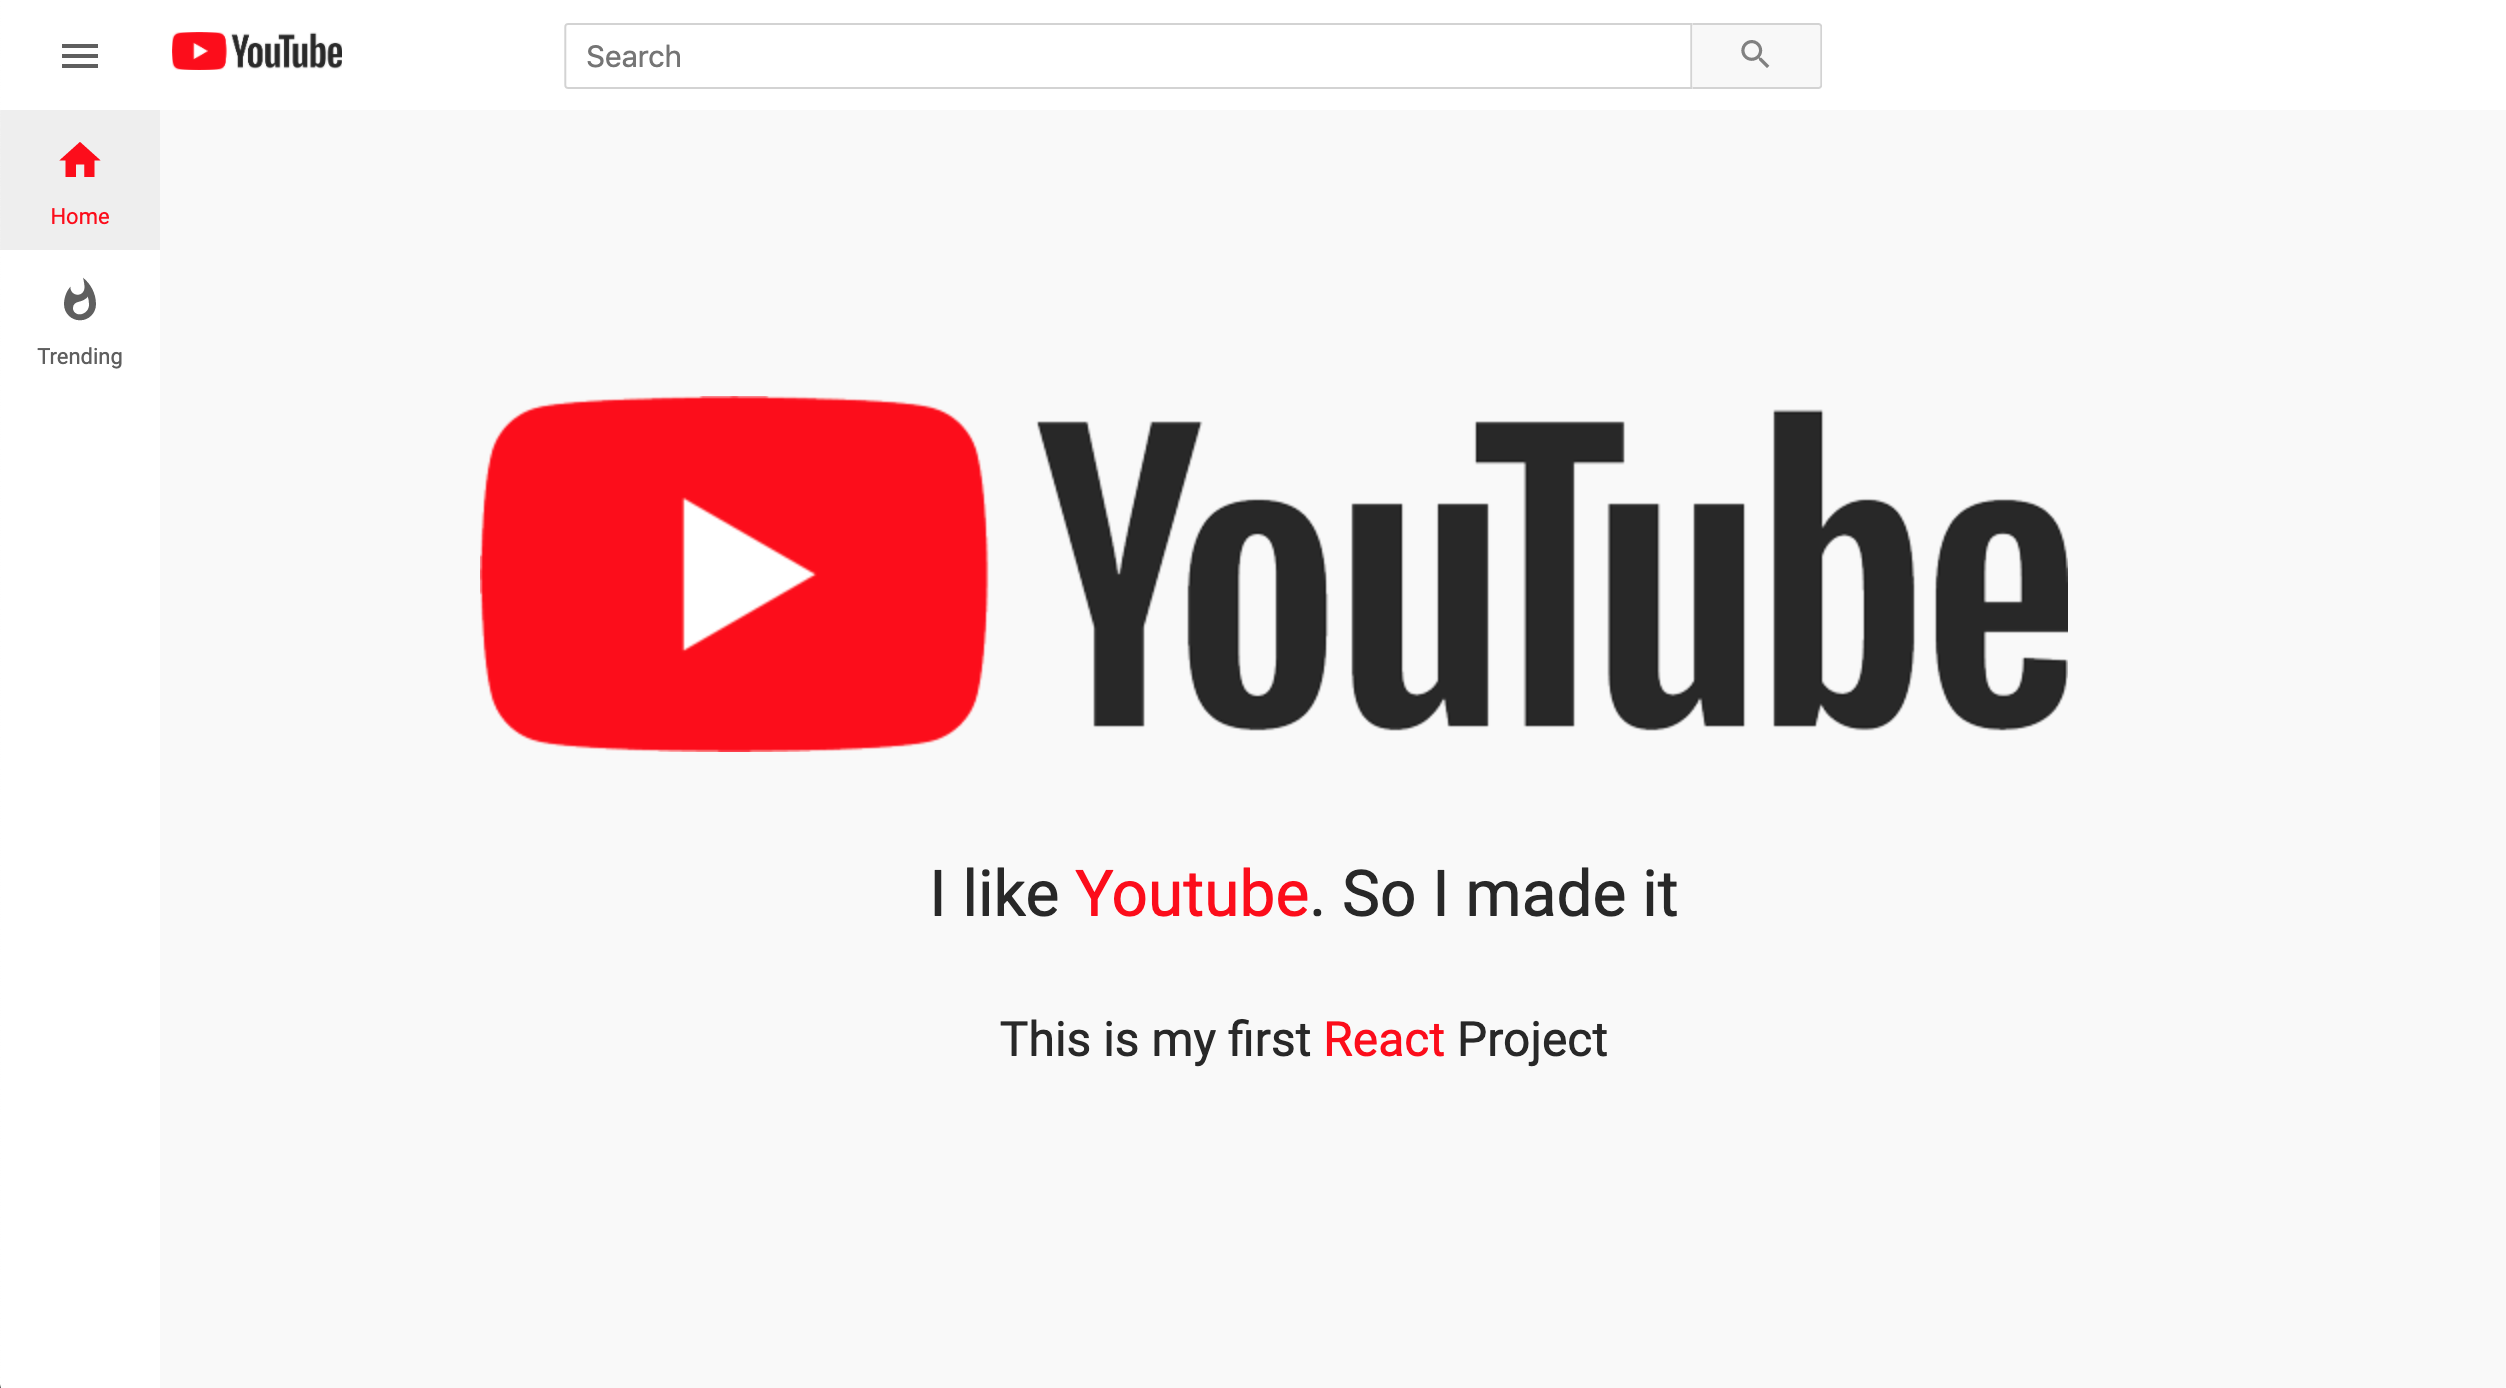 YouTube
Search
Home
Trending
YouTube
I like Youtube. So I made it
This is my first React Project